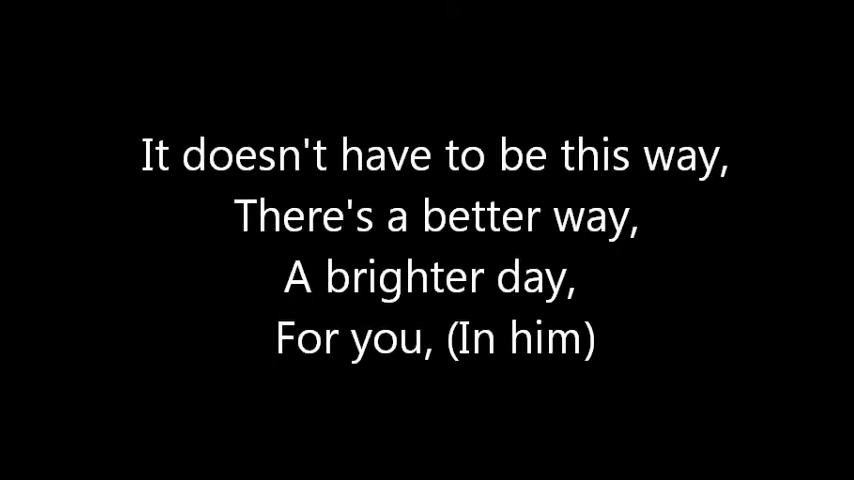 It doesn't have to be this way,
There's a better way,
A brighter day,
For you, (In him)